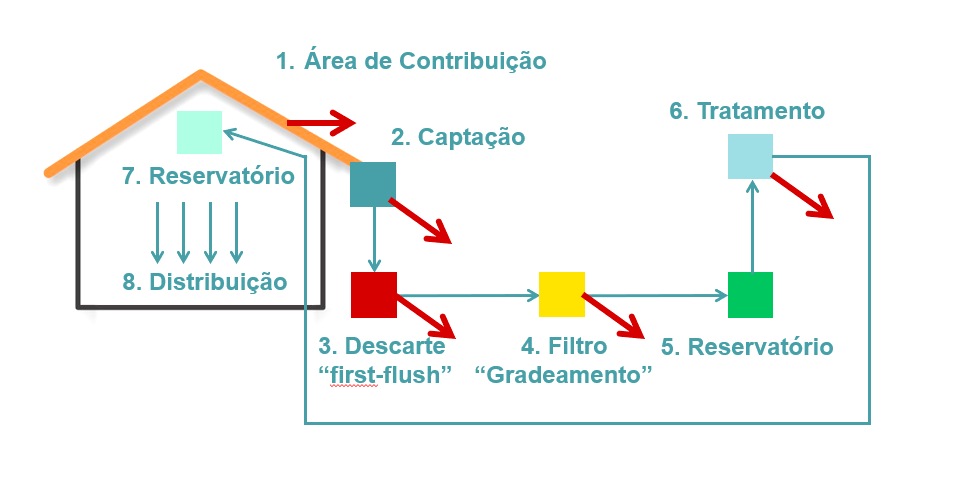 1. Área de Contribuição
2. Captação
6. Tratamento
7. Reservatório
8. Distribuição
3. Descarte
“first-flush”
4. Filtro
“Gradeamento”
5. Reservatório